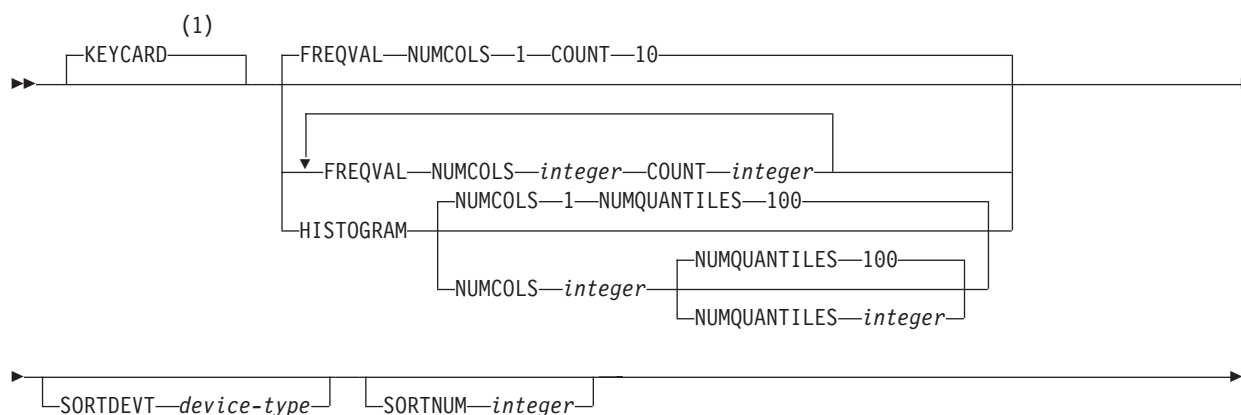 (1)
KEYCARD
FREQVAL NUMCOLS 1 COUNT 10
FREQVAL NUMCOLS integer COUNT integer
NUMCOLS 1 NUMQUANTILES 100
HISTOGRAM
NUMQUANTILES 100
NUMCOLS integer
NUMQUANTILES integer
SORTDEVT device-type SORTNUM integer